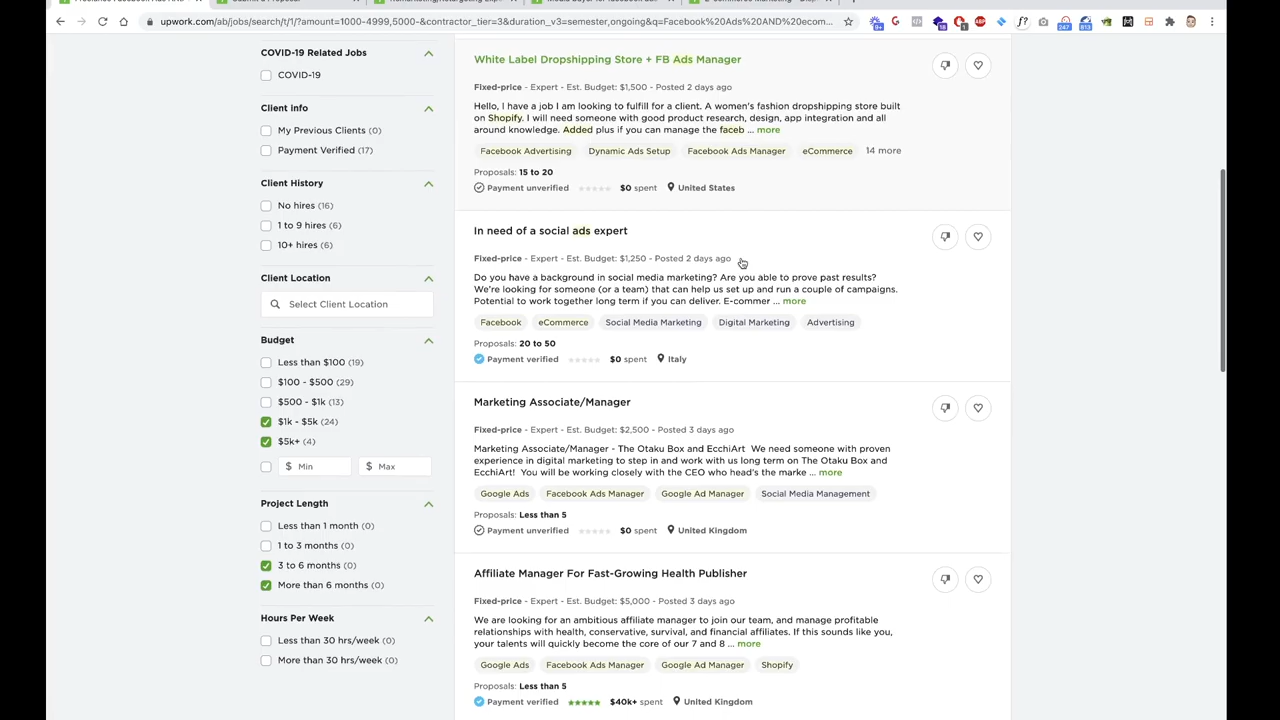 upwork.com/ab/jobs/search/t/1/?amount=1000-4999,5000-&contractor_tier=3&duration_v3=semester,ongoing&q=Facebook%20Ads%20AND%20ecom...
COVID-19 Related Jobs
COVID-19
Client info
My Previous Clients (0)
Payment Verified (17)
Client History
No hires (16)
1 to 9 hires (6)
10+ hires (6)
Client Location
Select Client Location
Budget
Less than $100 (19)
$100 - $500 (29)
$500 - $1k (13)
$1k - $5k (24)
$5k+ (4)
$ Min $ Max
Project Length
Less than 1 month (0)
1 to 3 months (0)
3 to 6 months (0)
More than 6 months (0)
Hours Per Week
Less than 30 hrs/week (0)
More than 30 hrs/week (0)
White Label Dropshipping Store + FB Ads Manager
Fixed-price - Expert - Est. Budget: $1,500 - Posted 2 days ago
Hello, I have a job I am looking to fulfill for a client. A women's fashion dropshipping store built
on Shopify. I will need someone with good product research, design, app integration and all
around knowledge. Added plus if you can manage the faceb ... more
Facebook Advertising Dynamic Ads Setup Facebook Ads Manager eCommerce 14 more
Proposals: 15 to 20
Payment unverified $0 spent United States
In need of a social ads expert
Fixed-price - Expert - Est. Budget: $1,250 - Posted 2 days ago
Do you have a background in social media marketing? Are you able to prove past results?
We're looking for someone (or a team) that can help us set up and run a couple of campaigns.
Potential to work together long term if you can deliver. E-commer ... more
Facebook eCommerce Social Media Marketing Digital Marketing Advertising
Proposals: 20 to 50
Payment verified $0 spent Italy
Marketing Associate/Manager
Fixed-price - Expert - Est. Budget: $2,500 - Posted 3 days ago
Marketing Associate/Manager - The Otaku Box and EcchiArt We need someone with proven
experience in digital marketing to step in and work with us long term on The Otaku Box and
EcchiArt! You will be working closely with the CEO who head's the marke ... more
Google Ads Facebook Ads Manager Google Ad Manager Social Media Management
Proposals: Less than 5
Payment unverified $0 spent United Kingdom
Affiliate Manager For Fast-Growing Health Publisher
Fixed-price - Expert - Est. Budget: $5,000 - Posted 3 days ago
We are looking for an ambitious affiliate manager to join our team, and manage profitable
relationships with health, conservative, survival, and financial affiliates. If this sounds like you,
your talents will quickly become the core of our 7 and 8 ... more
Google Ads Facebook Ads Manager Google Ad Manager Shopify
Proposals: Less than 5
Payment verified $40k+ spent United Kingdom